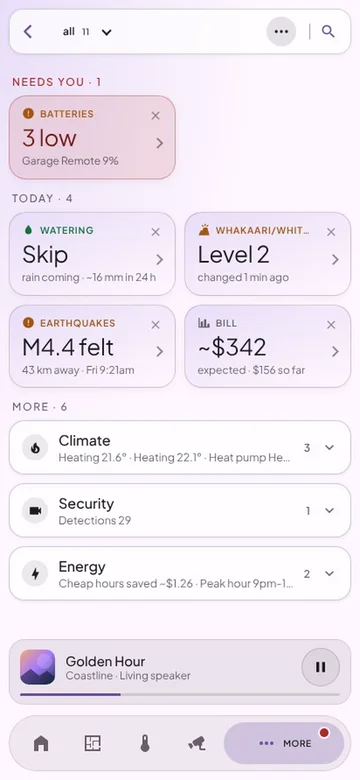 all 11
NEEDS YOU · 1
BATTERIES
3 low
Garage Remote 9%
TODAY · 4
WATERING
Skip
rain coming · ~16 mm in 24 h
WHAKAARI/WHIT...
Level 2
changed 1 min ago
EARTHQUAKES
M4.4 felt
43 km away · Fri 9:21am
BILL
~$342
expected · $156 so far
MORE · 6
Climate
Heating 21.6° · Heating 22.1° · Heat pump He...
3
Security
Detections 29
1
Energy
Cheap hours saved ~$1.26 · Peak hour 9pm–1...
2
Golden Hour
Coastline · Living speaker
MORE